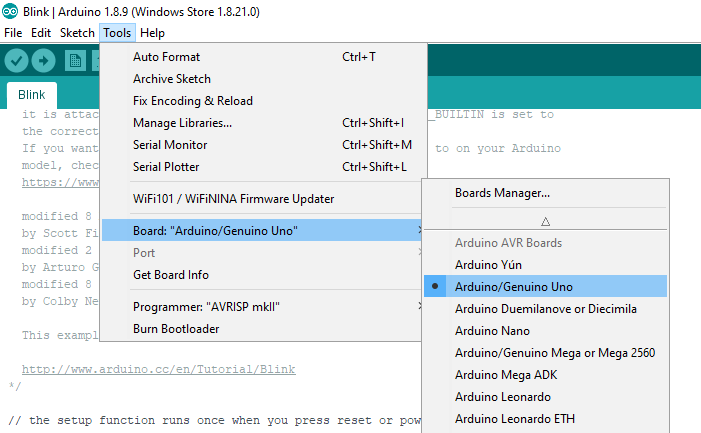 Blink | Arduino 1.8.9 (Windows Store 1.8.21.0)
File Edit Sketch Tools Help
Auto Format Ctrl+T
Archive Sketch
Fix Encoding & Reload
Manage Libraries... Ctrl+Shift+I
Serial Monitor Ctrl+Shift+M
Serial Plotter Ctrl+Shift+L
WiFi101 / WiFiNINA Firmware Updater
Board: "Arduino/Genuino Uno"
Port
Get Board Info
Programmer: "AVRISP mkII"
Burn Bootloader
Boards Manager...
Arduino AVR Boards
Arduino Yún
Arduino/Genuino Uno
Arduino Duemilanove or Diecimila
Arduino Nano
Arduino/Genuino Mega or Mega 2560
Arduino Mega ADK
Arduino Leonardo
Arduino Leonardo ETH
Blink
it is attac _BUILTIN is set to
the correct
If you want to on your Arduino
model, chec
https://www
modified 8
by Scott Fi
modified 2
by Arturo G
modified 8
by Colby Ne
This exampl
http://www.arduino.cc/en/Tutorial/Blink
*/
// the setup function runs once when you press reset or pow